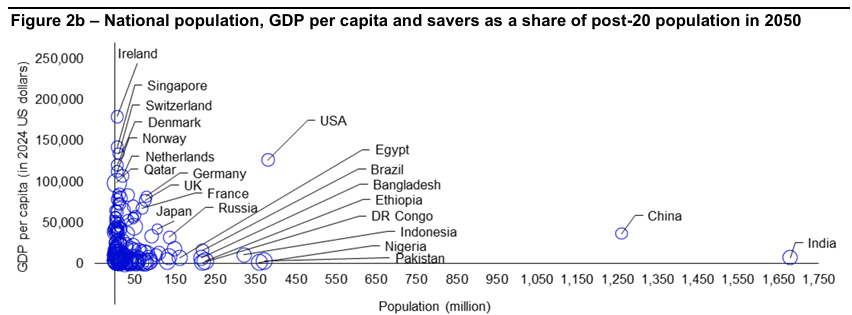 Figure 2b – National population, GDP per capita and savers as a share of post-20 population in 2050
GDP per capita (in 2024 US dollars)
250,000
200,000
150,000
100,000
50,000
0
Ireland
Singapore
Switzerland
Denmark
Norway
Netherlands
Qatar
Germany
UK
France
Japan
Russia
USA
Egypt
Brazil
Bangladesh
Ethiopia
DR Congo
Indonesia
Nigeria
Pakistan
China
India
50 150 250 350 450 550 650 750 850 950 1,050 1,150 1,250 1,350 1,450 1,550 1,650 1,750
Population (million)